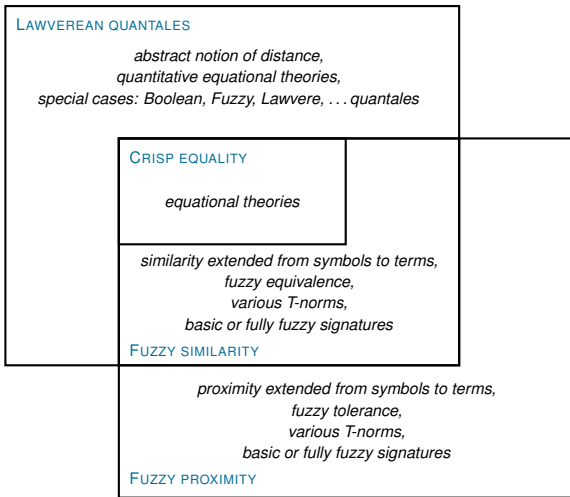 LAWVEREAN QUANTALES
abstract notion of distance,
quantitative equational theories,
special cases: Boolean, Fuzzy, Lawvere, ... quantales
CRISP EQUALITY
equational theories
similarity extended from symbols to terms,
fuzzy equivalence,
various T-norms,
basic or fully fuzzy signatures
FUZZY SIMILARITY
proximity extended from symbols to terms,
fuzzy tolerance,
various T-norms,
basic or fully fuzzy signatures
FUZZY PROXIMITY